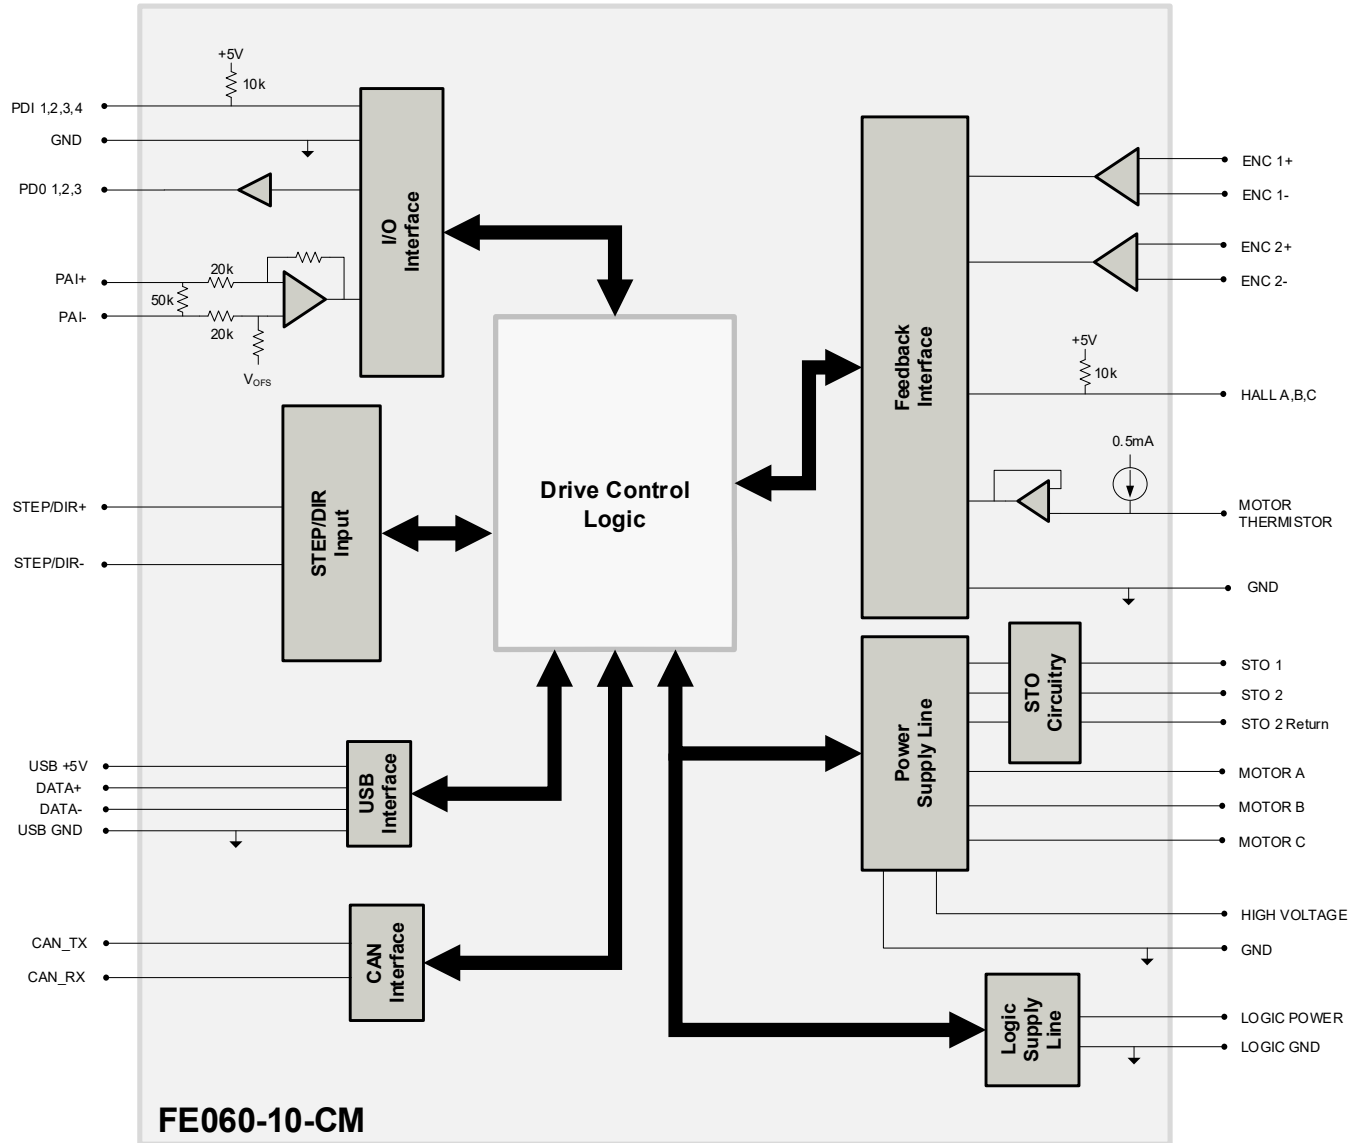 +5V
10k
PDI 1,2,3,4
GND
PD0 1,2,3
PAI+
20k
50k
PAI-
20k
VOFS
I/O
Interface
STEP/DIR+
STEP/DIR-
STEP/DIR
Input
USB +5V
DATA+
DATA-
USB GND
USB
Interface
CAN_TX
CAN_RX
CAN
Interface
Drive Control
Logic
Feedback
Interface
ENC 1+
ENC 1-
ENC 2+
ENC 2-
+5V
10k
HALL A,B,C
0.5mA
MOTOR
THERMISTOR
GND
Power
Supply Line
STO
Circuitry
STO 1
STO 2
STO 2 Return
MOTOR A
MOTOR B
MOTOR C
HIGH VOLTAGE
GND
Logic
Supply
Line
LOGIC POWER
LOGIC GND
FE060-10-CM